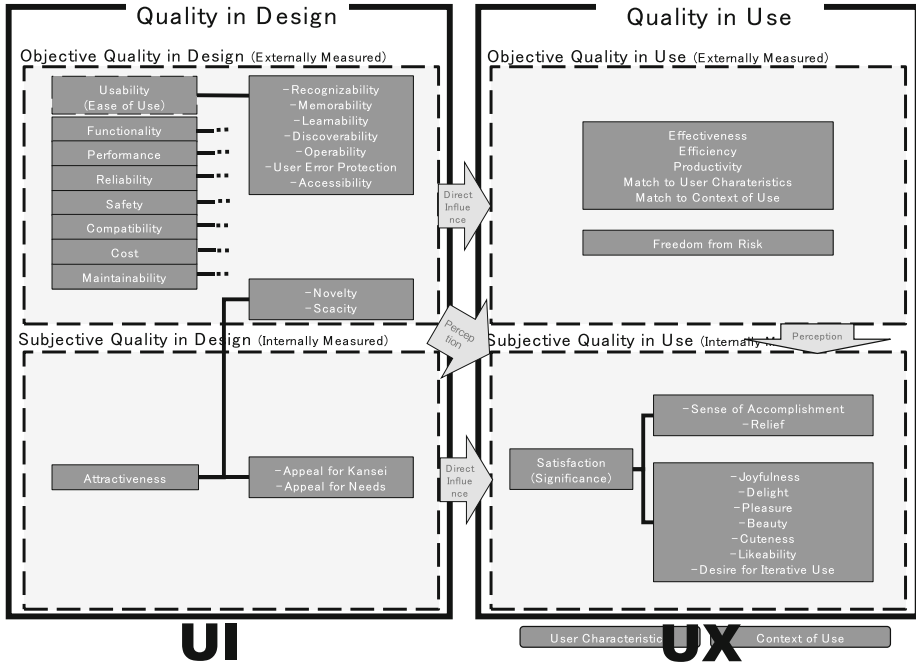 Quality in Design
Objective Quality in Design (Externally Measured)
Usability
(Ease of Use)
Functionality
Performance
Reliability
Safety
Compatibility
Cost
Maintainability
-Recognizability
-Memorability
-Learnability
-Discoverability
-Operability
-User Error Protection
-Accessibility
-Novelty
-Scacity
Subjective Quality in Design (Internally Measured)
Attractiveness
-Appeal for Kansei
-Appeal for Needs
UI
Direct
Influe
nce
Percep
tion
Direct
Influe
nce
Quality in Use
Objective Quality in Use (Externally Measured)
Effectiveness
Efficiency
Productivity
Match to User Charateristics
Match to Context of Use
Freedom from Risk
Perception
Subjective Quality in Use (Internally
Satisfaction
(Significance)
-Sense of Accomplishment
-Relief
-Joyfulness
-Delight
-Pleasure
-Beauty
-Cuteness
-Likeability
-Desire for Iterative Use
User Characteristic
UX
Context of Use